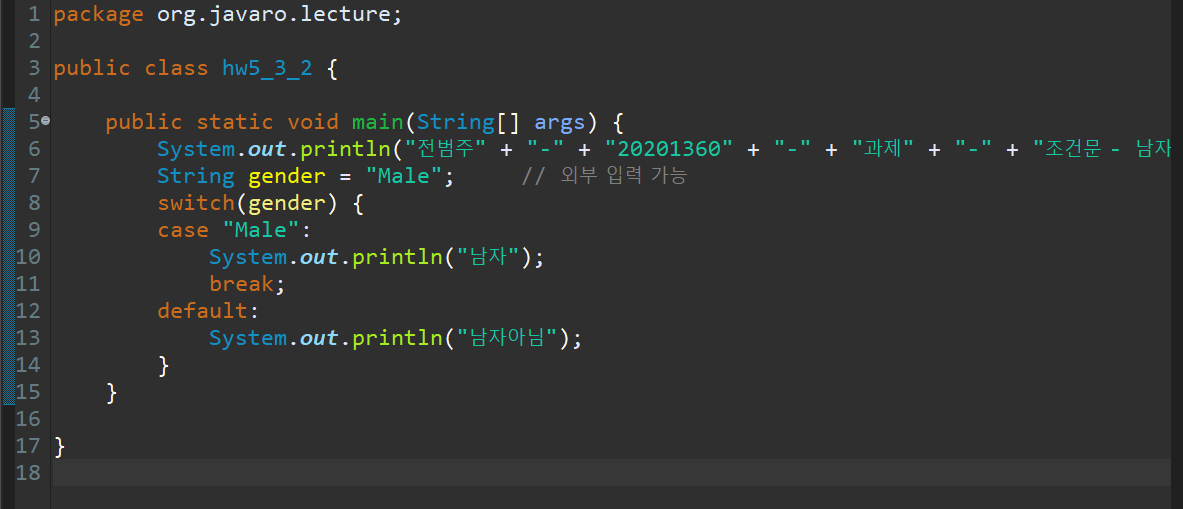 1 package org.javaro.lecture;
2
3 public class hw5_3_2 {
4
5 public static void main(String[] args) {
6 System.out.println("전범주" + "-" + "20201360" + "-" + "과제" + "-" + "조건문 - 남자
7 String gender = "Male"; // 외부 입력 가능
8 switch(gender) {
9 case "Male":
10 System.out.println("남자");
11 break;
12 default:
13 System.out.println("남자아님");
14 }
15 }
16
17 }
18